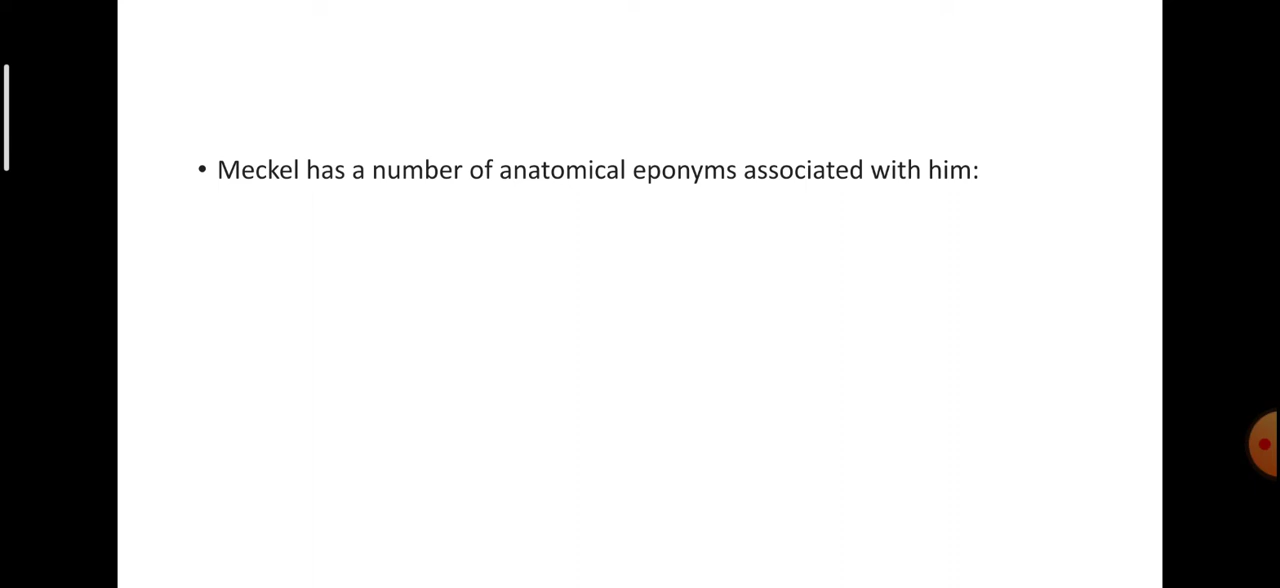 • Meckel has a number of anatomical eponyms associated with him: